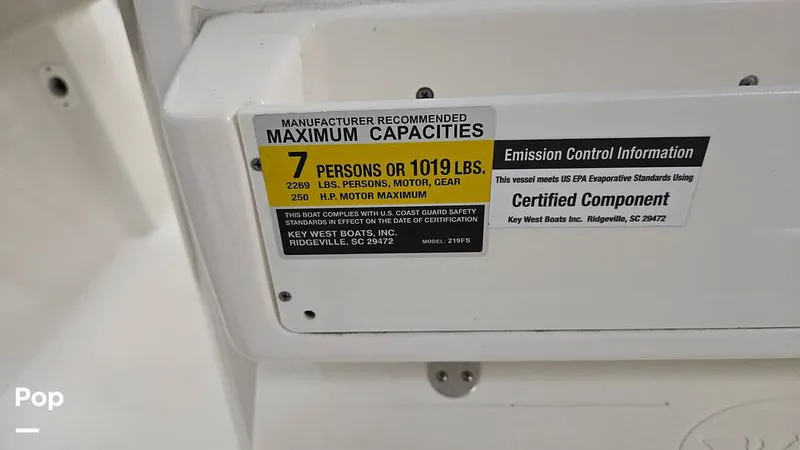 MANUFACTURER RECOMMENDED
MAXIMUM CAPACITIES
7 PERSONS OR 1019 LBS.
2269 LBS. PERSONS, MOTOR, GEAR
250 H.P. MOTOR MAXIMUM
THIS BOAT COMPLIES WITH U.S. COAST GUARD SAFETY
STANDARDS IN EFFECT ON THE DATE OF CERTIFICATION
KEY WEST BOATS, INC.
RIDGEVILLE, SC 29472 MODEL: 219FS
Emission Control Information
This vessel meets US EPA Evaporative Standards Using
Certified Component
Key West Boats Inc. Ridgeville, SC 29472
Pop